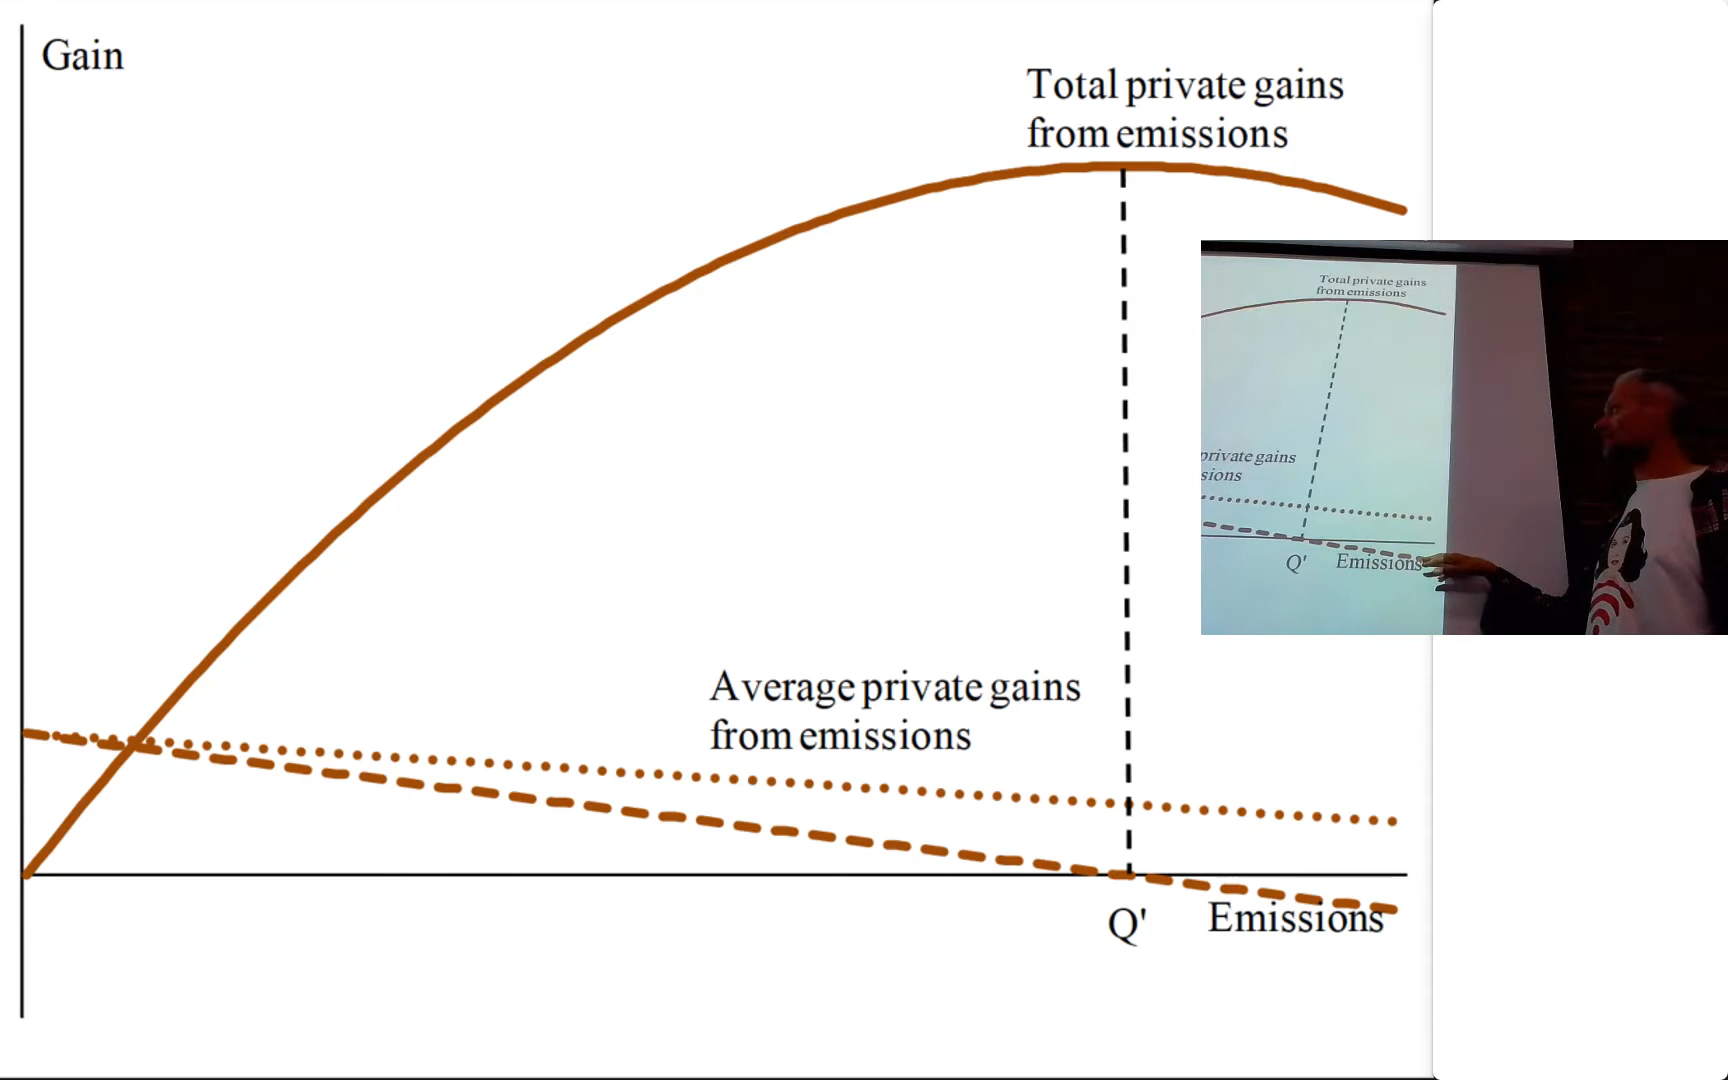 Gain
Total private gains
from emissions
Average private gains
from emissions
Q'
Emissions
Total private gains
from emissions
private gains
sions
Q'
Emissions